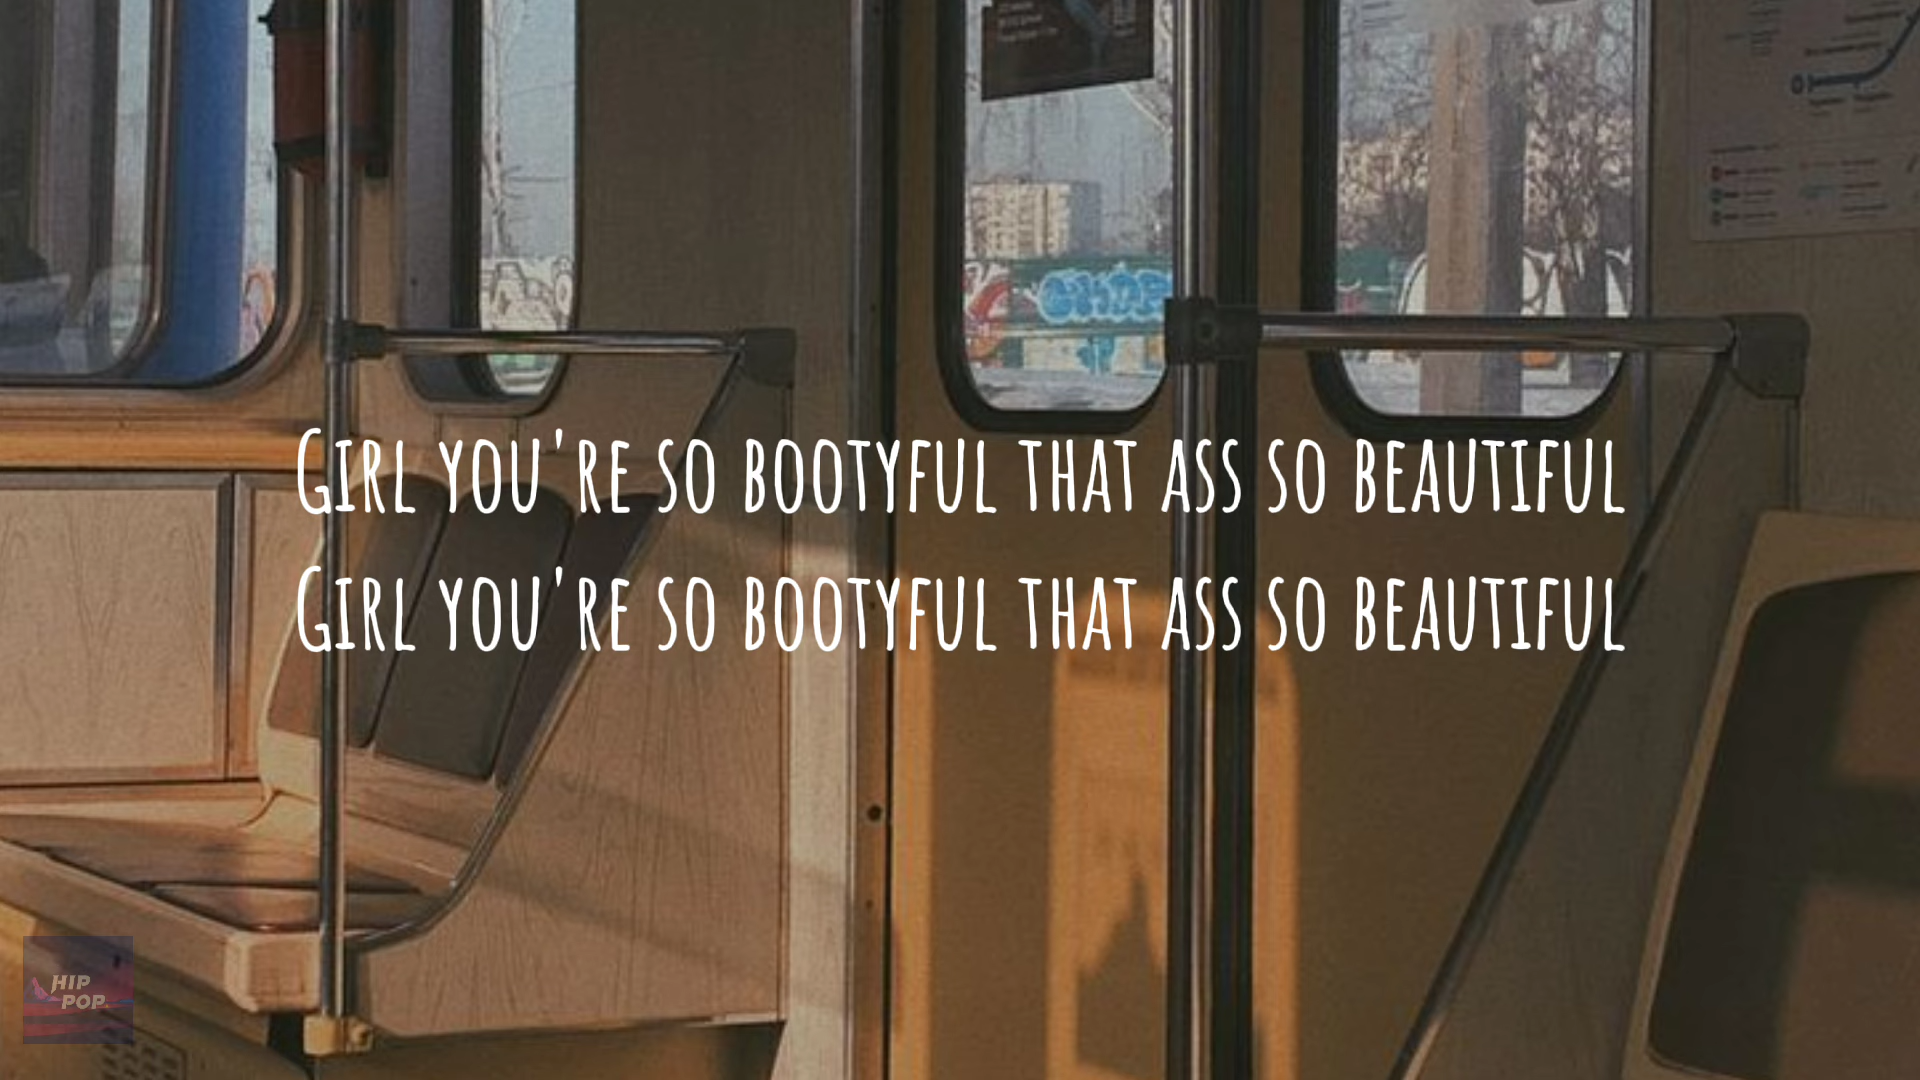 Girl you're so bootyful that ass so beautiful
Girl you're so bootyful that ass so beautiful
HIP
POP